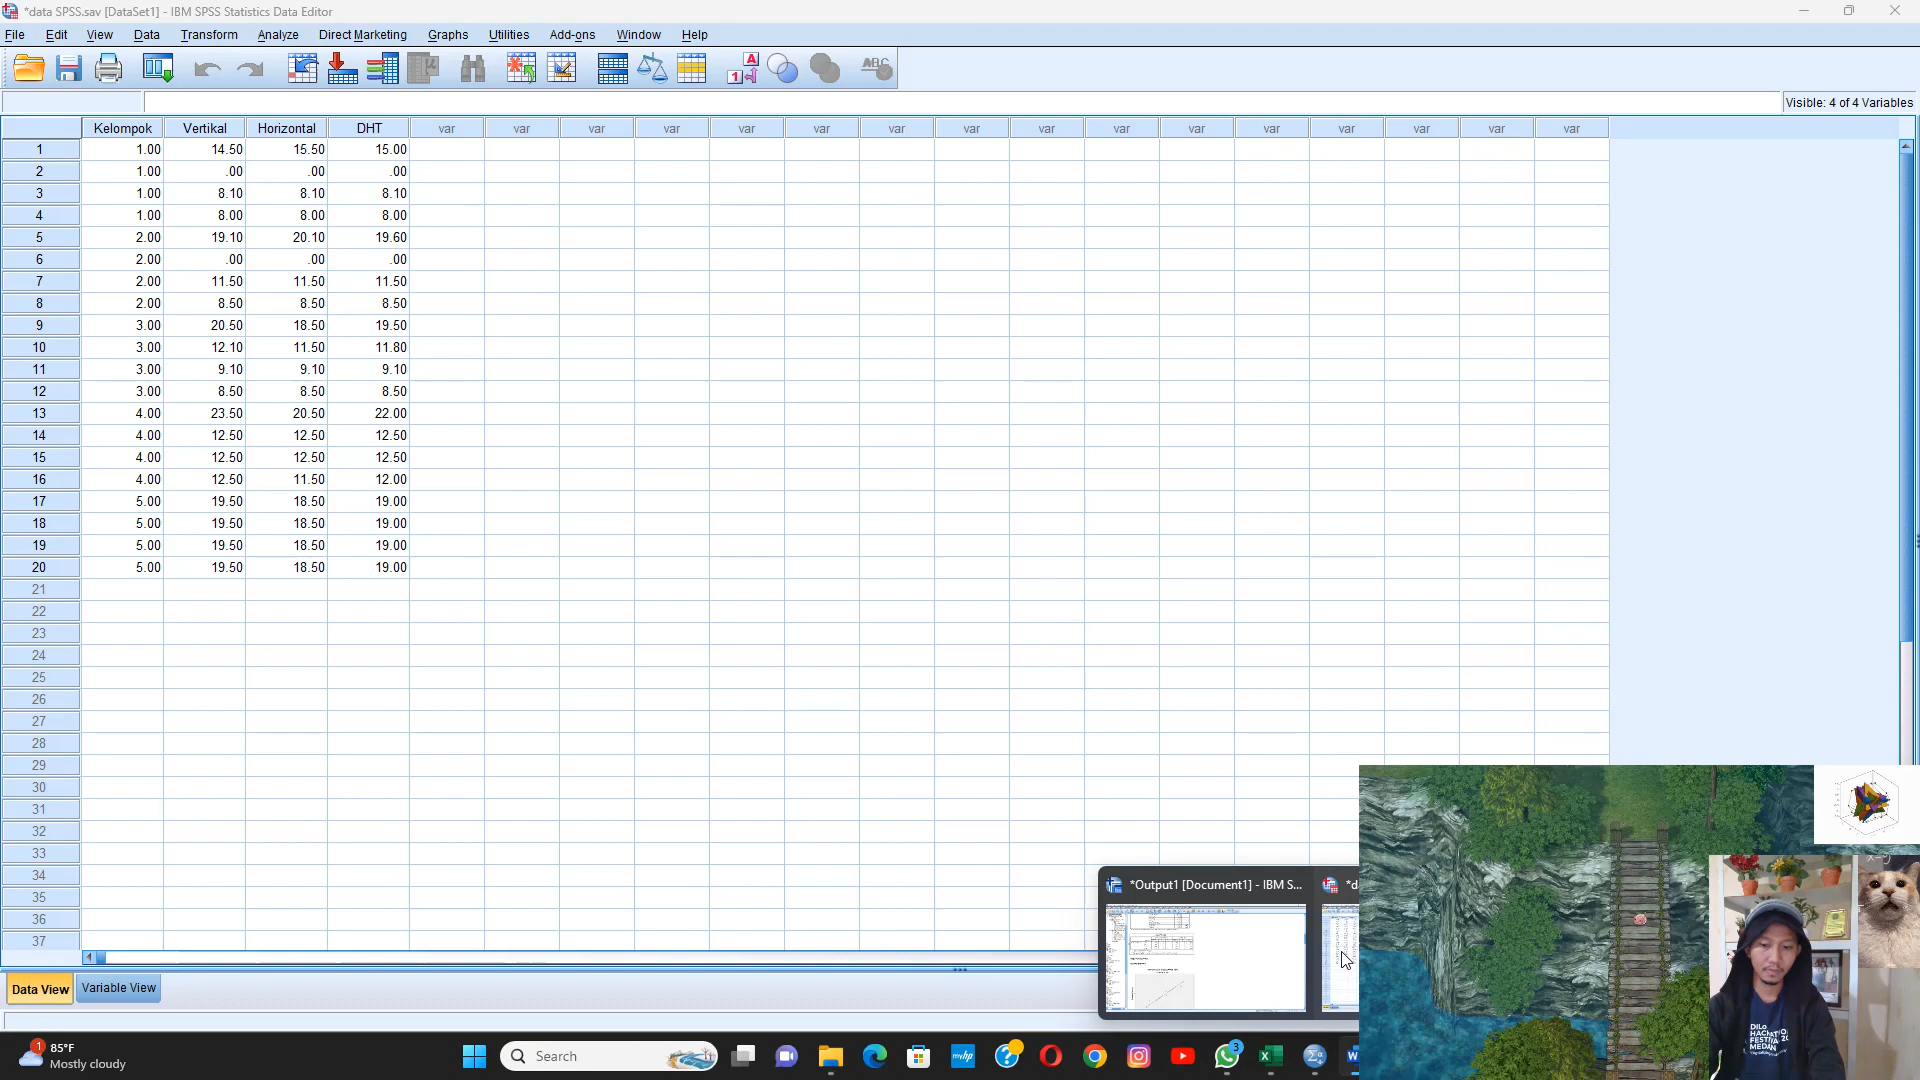 *data SPSS.sav [DataSet1] - IBM SPSS Statistics Data Editor
File Edit View Data Transform Analyze Direct Marketing Graphs Utilities Add-ons Window Help
Visible: 4 of 4 Variables
Kelompok Vertikal Horizontal DHT var var var var var var var var var var var var var var var var
1 1.00 14.50 15.50 15.00
2 1.00 .00 .00 .00
3 1.00 8.10 8.10 8.10
4 1.00 8.00 8.00 8.00
5 2.00 19.10 20.10 19.60
6 2.00 .00 .00 .00
7 2.00 11.50 11.50 11.50
8 2.00 8.50 8.50 8.50
9 3.00 20.50 18.50 19.50
10 3.00 12.10 11.50 11.80
11 3.00 9.10 9.10 9.10
12 3.00 8.50 8.50 8.50
13 4.00 23.50 20.50 22.00
14 4.00 12.50 12.50 12.50
15 4.00 12.50 12.50 12.50
16 4.00 12.50 11.50 12.00
17 5.00 19.50 18.50 19.00
18 5.00 19.50 18.50 19.00
19 5.00 19.50 18.50 19.00
20 5.00 19.50 18.50 19.00
21
22
23
24
25
26
27
28
29
30
31
32
33
34
35
36
37
*Output1 [Document1] - IBM S... *d
Data View Variable View
DiLo
HACKATHON
FESTIVAL
MEDAN
85°F
Mostly cloudy
Search